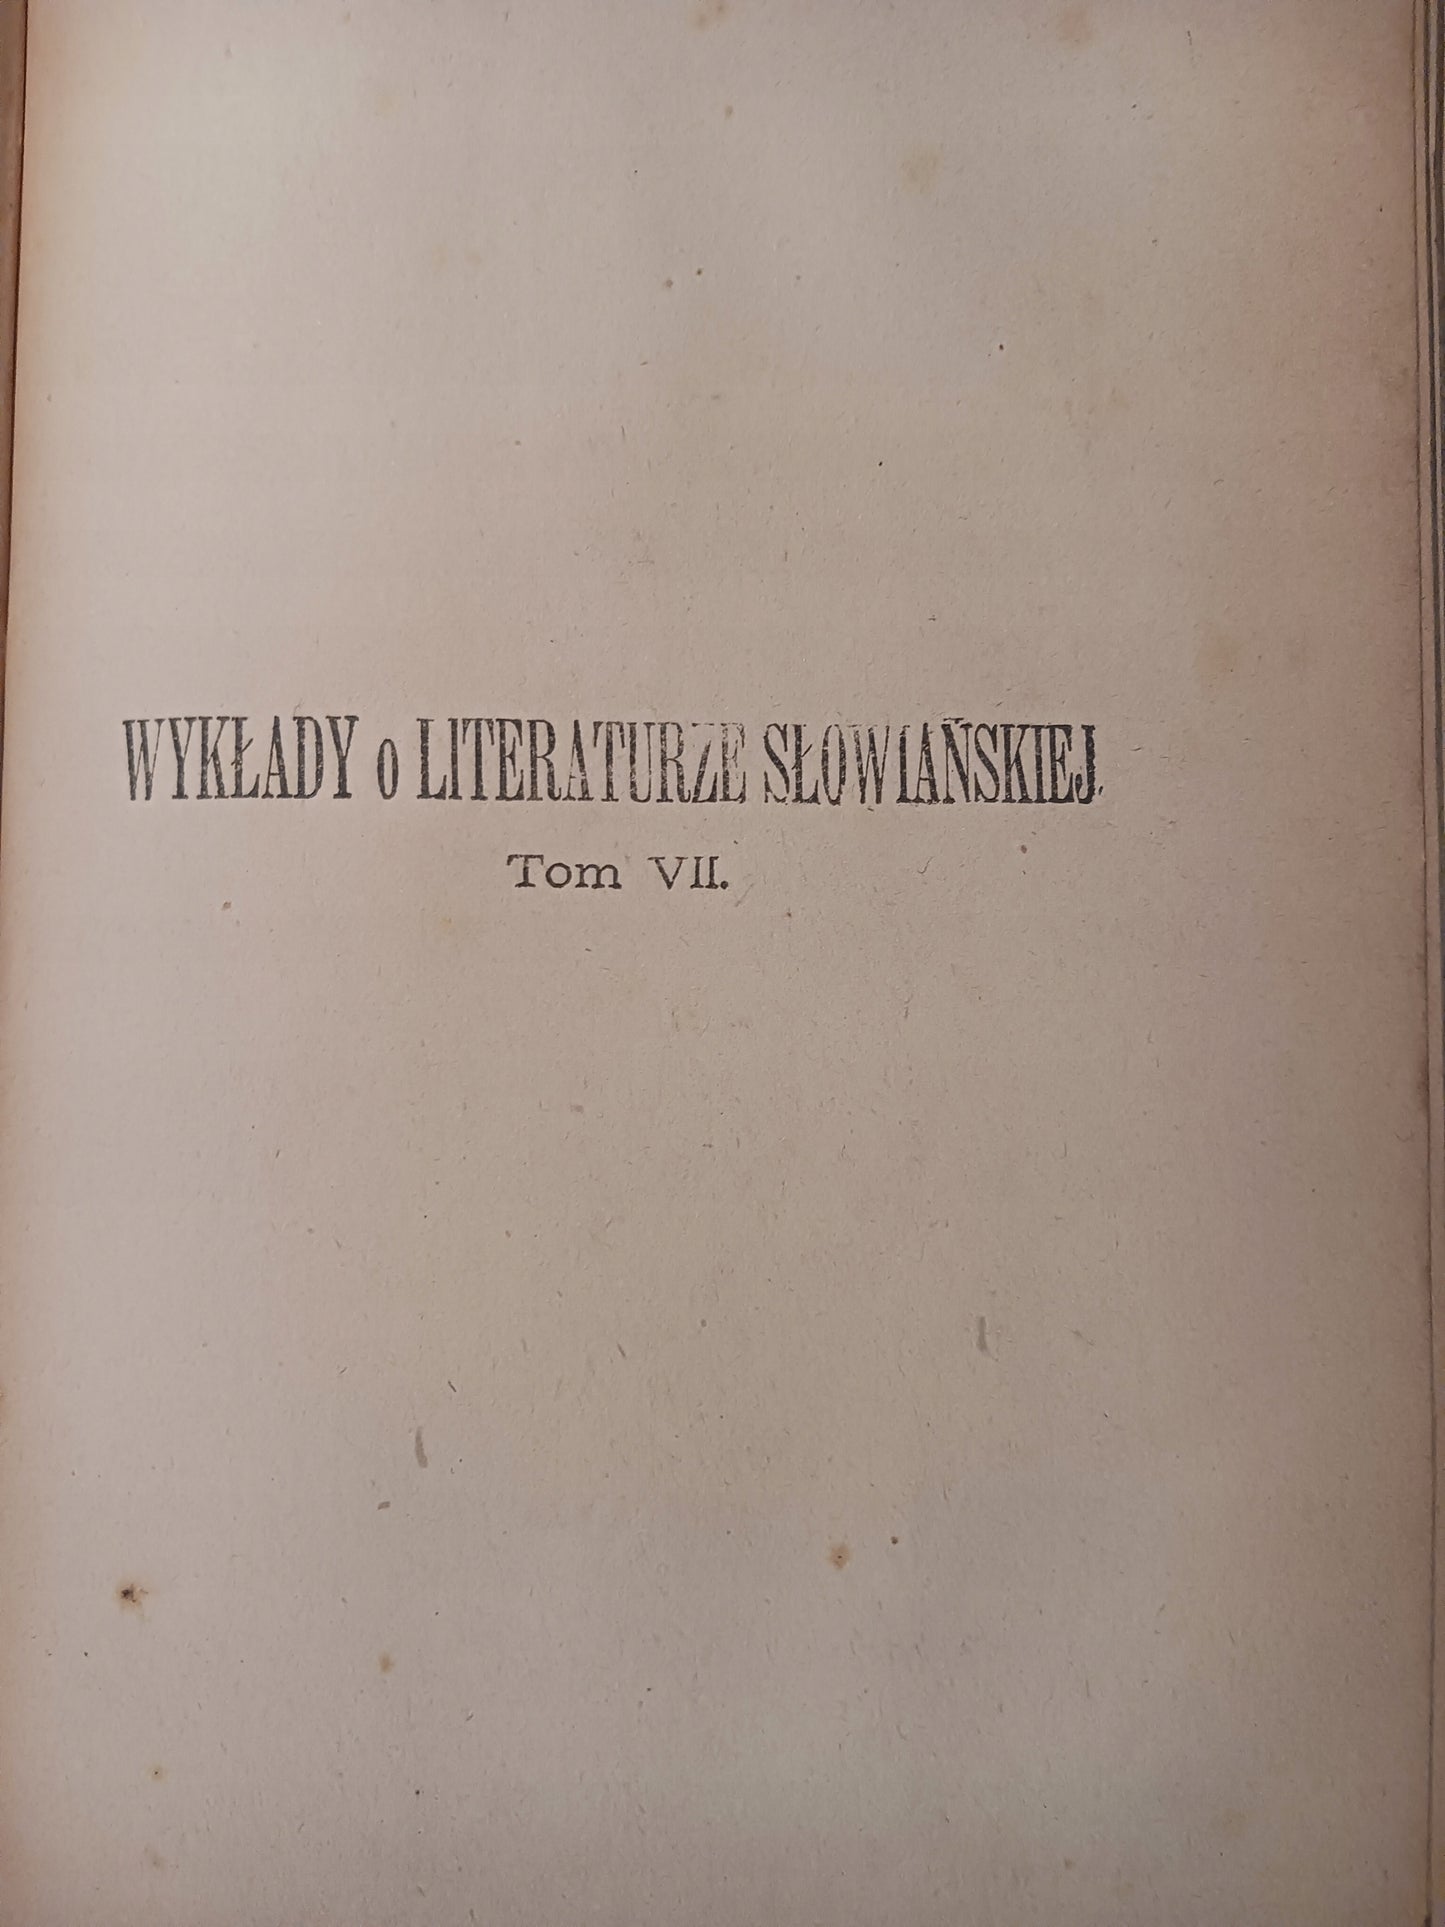 WYKŁADY o LITERATURZE SŁOWIAŃSKIEJ.
Tom VII.